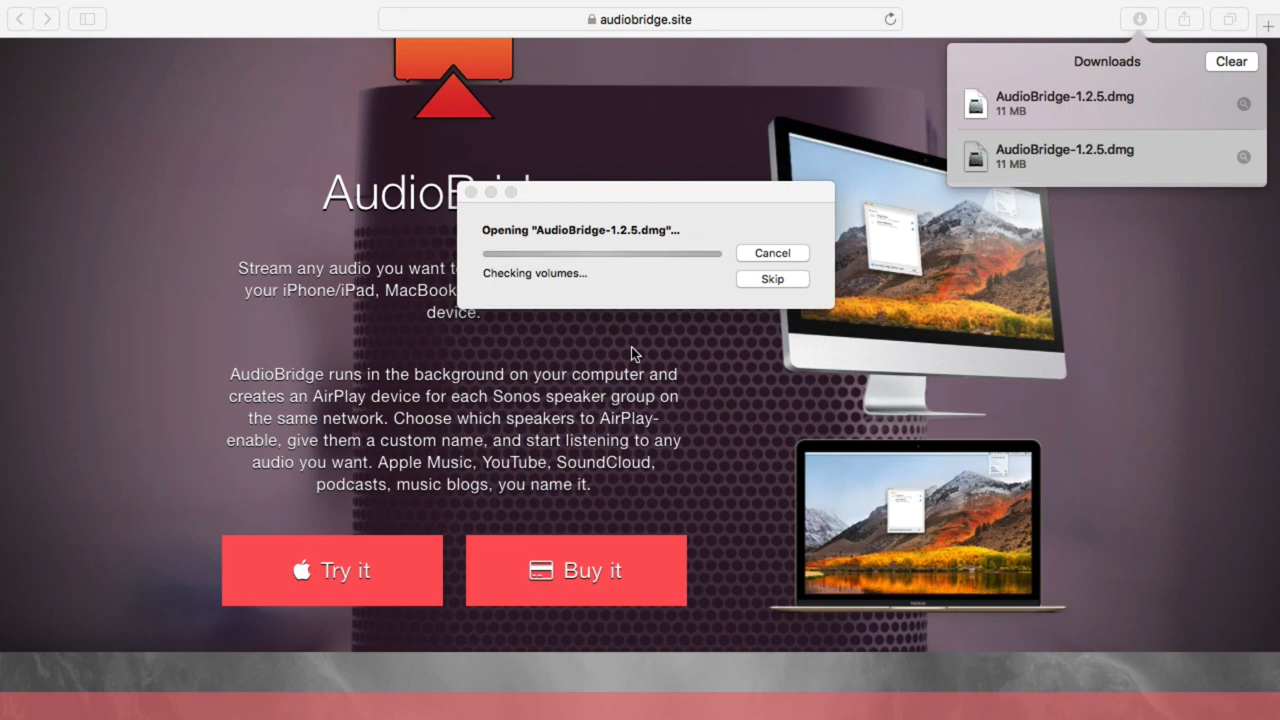 audiobridge.site
Downloads
Clear
AudioBridge-1.2.5.dmg
11 MB
AudioBridge-1.2.5.dmg
11 MB
Opening "AudioBridge-1.2.5.dmg"...
Cancel
Checking volumes...
Skip
Stream any audio you want
your iPhone/iPad, MacBook
device.
AudioBridge runs in the background on your computer and
creates an AirPlay device for each Sonos speaker group on
the same network. Choose which speakers to AirPlay-
enable, give them a custom name, and start listening to any
audio you want. Apple Music, YouTube, SoundCloud,
podcasts, music blogs, you name it.
Try it
Buy it